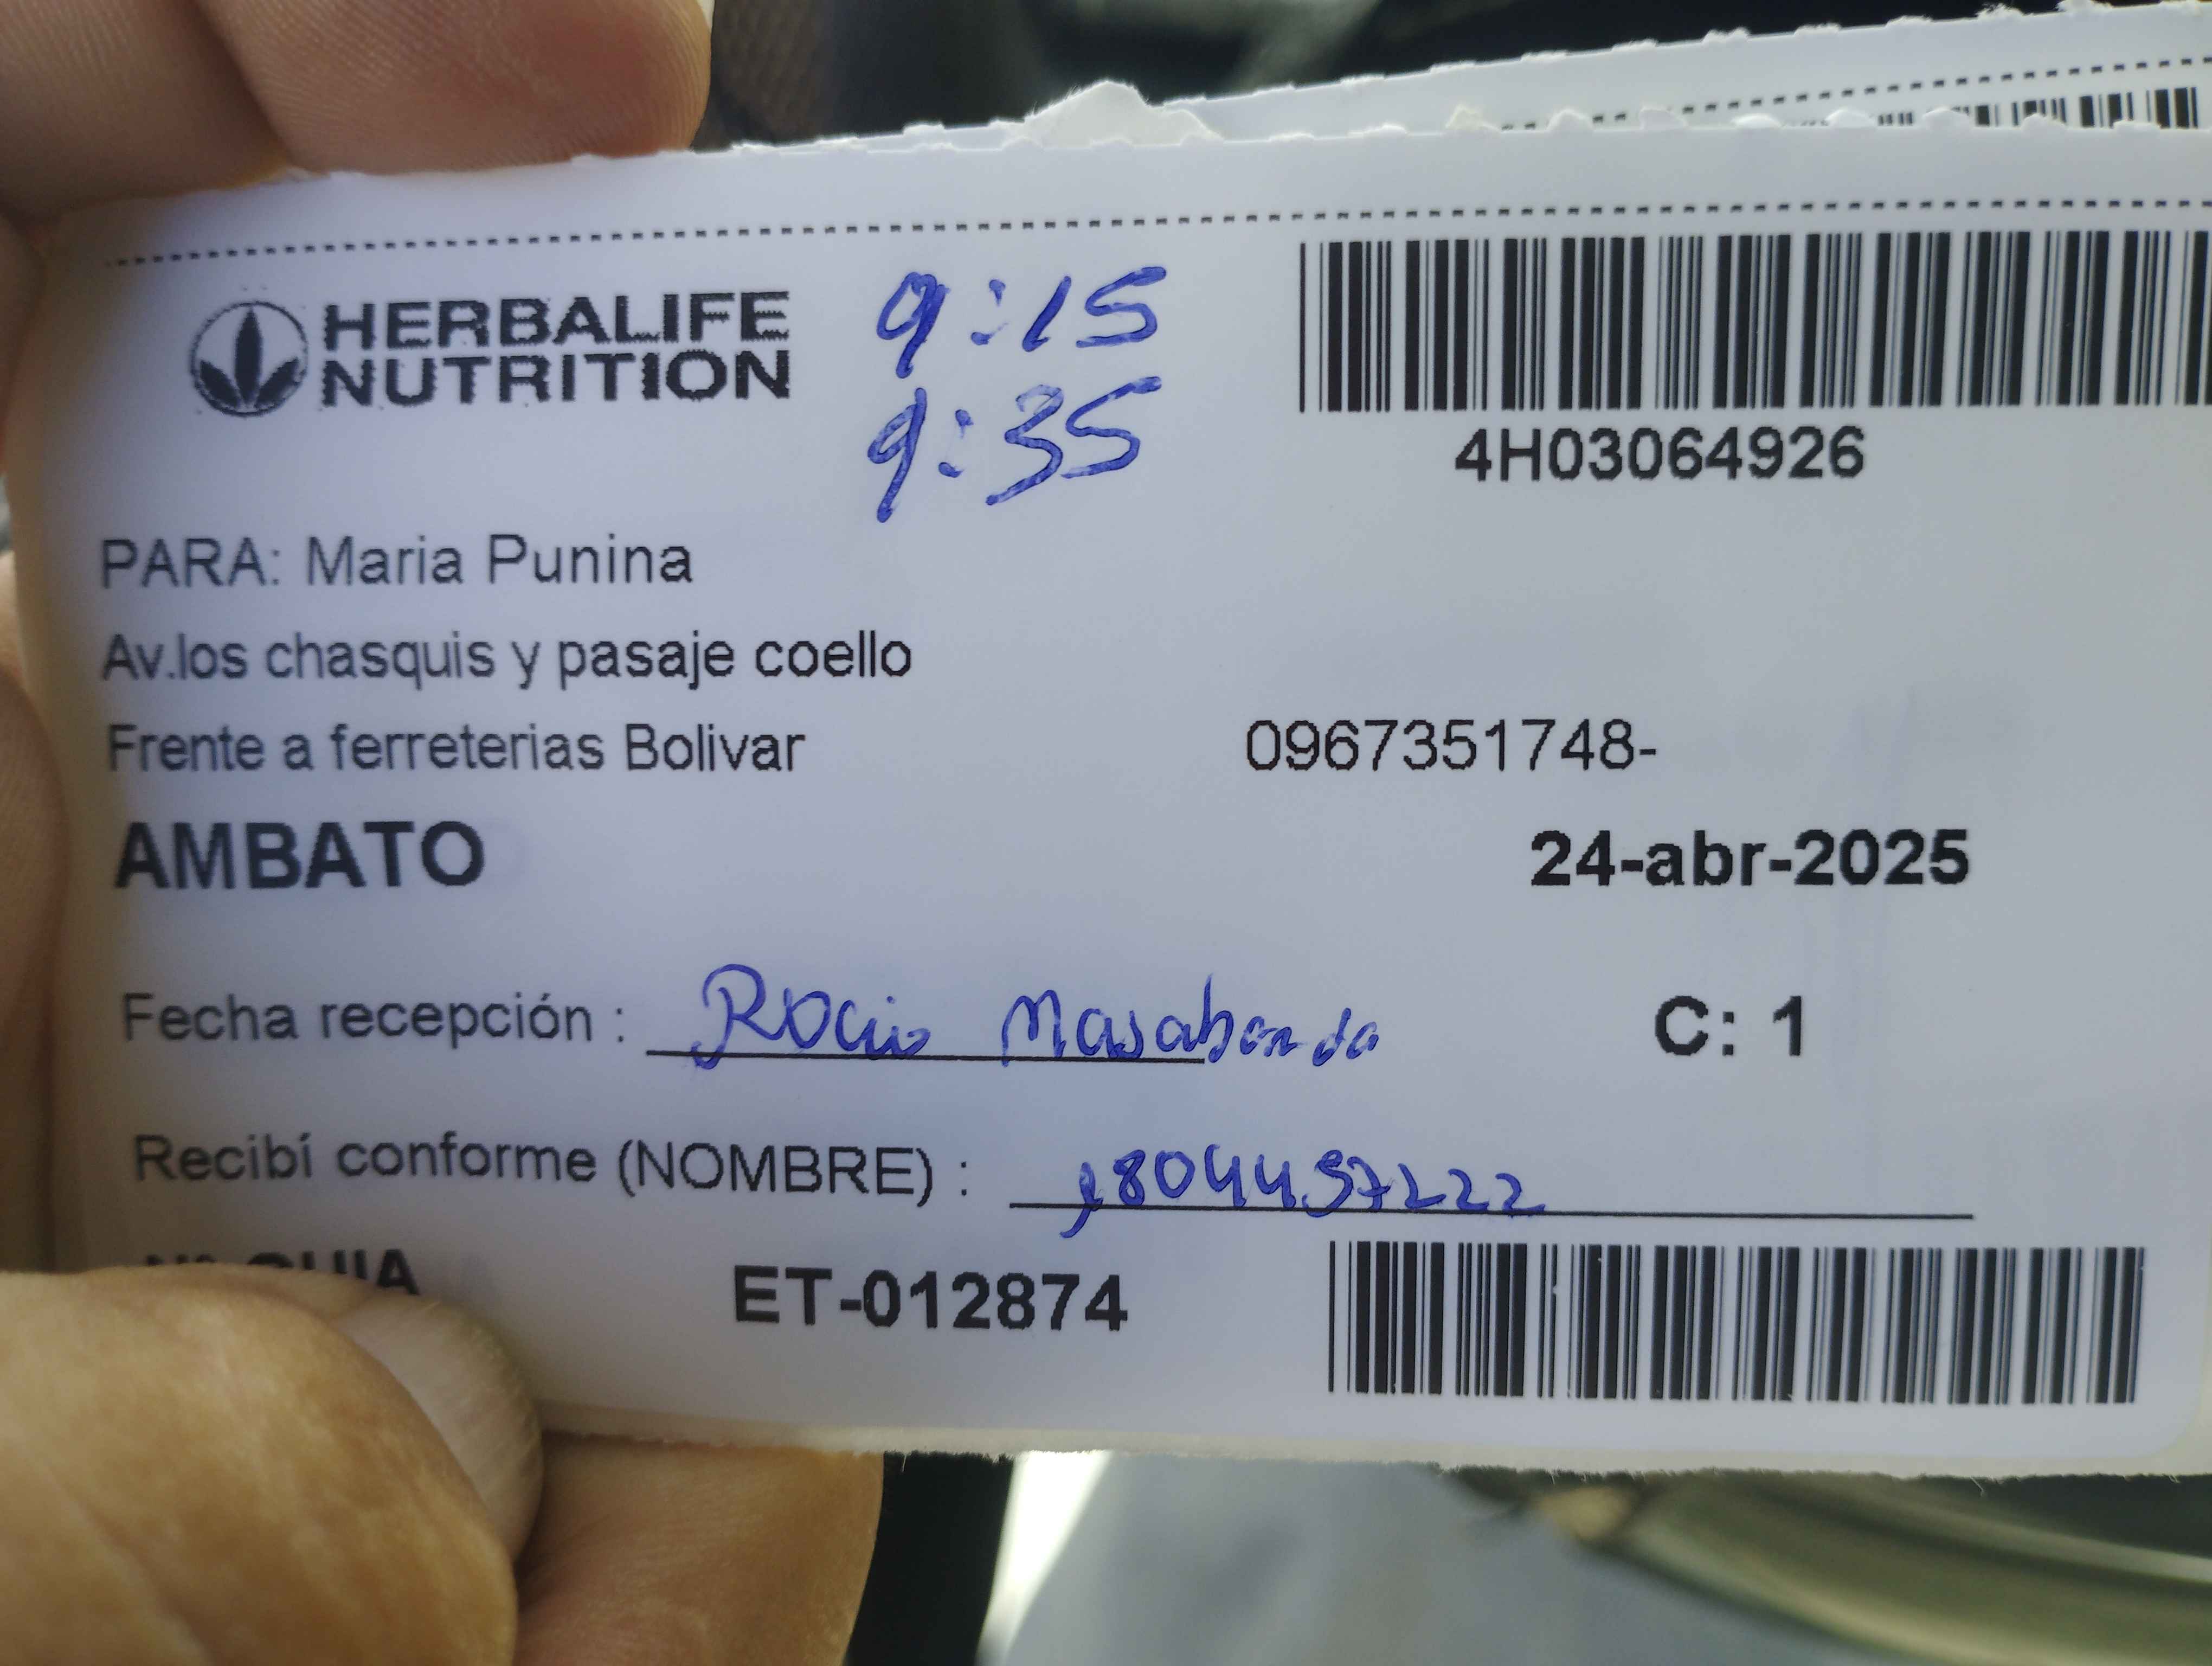 HERBALIFE
NUTRITION
9:15
9:35
4H03064926
PARA: Maria Punina
Av.los chasquis y pasaje coello
Frente a ferreterias Bolivar 0967351748-
AMBATO 24-abr-2025
Fecha recepción : Rocio Masabanda C: 1
Recibí conforme (NOMBRE) : 1804457222
N° GUIA ET-012874